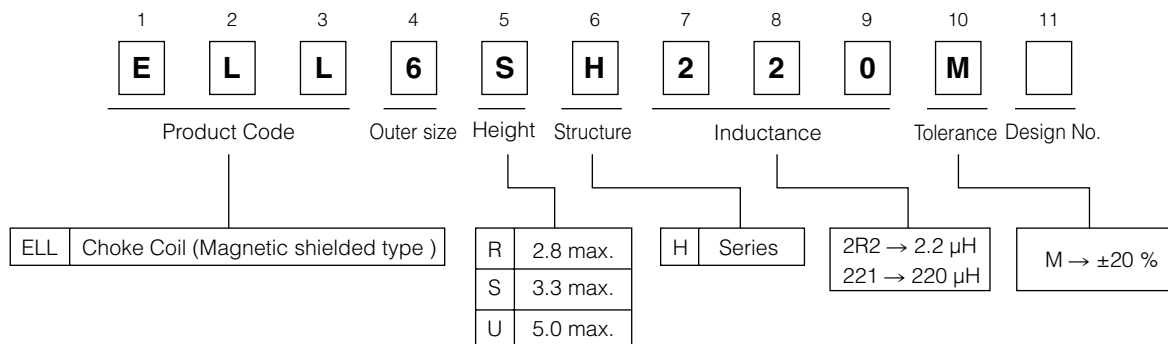 1 2 3 4 5 6 7 8 9 10 11
E L L 6 S H 2 2 0 M
Product Code Outer size Height Structure Inductance Tolerance Design No.
ELL Choke Coil (Magnetic shielded type )
R 2.8 max.
S 3.3 max.
U 5.0 max.
H Series
2R2 → 2.2 µH
221 → 220 µH
M → ±20 %